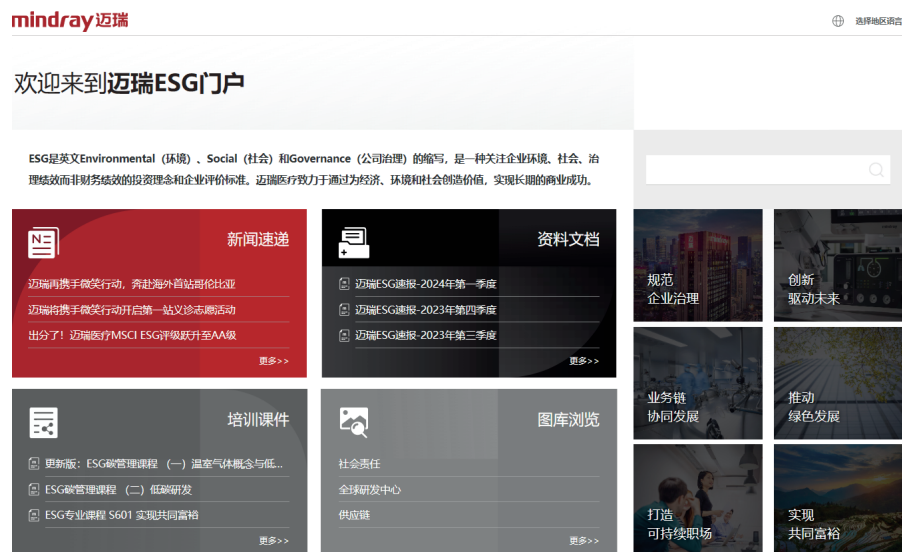 mindray迈瑞
选择地区语言
欢迎来到迈瑞ESG门户
ESG是英文Environmental（环境）、Social（社会）和Governance（公司治理）的缩写，是一种关注企业环境、社会、治
理绩效而非财务绩效的投资理念和企业评价标准。迈瑞医疗致力于通过为经济、环境和社会创造价值，实现长期的商业成功。
新闻速递
迈瑞再携手微笑行动，奔赴海外首站哥伦比亚
迈瑞将携手微笑行动开启第一站义诊志愿活动
出分了！迈瑞医疗MSCI ESG评级跃升至AA级
更多>>
资料文档
迈瑞ESG速报-2024年第一季度
迈瑞ESG速报-2023年第四季度
迈瑞ESG速报-2023年第三季度
更多>>
培训课件
更新版：ESG碳管理课程 （一）温室气体概念与低...
ESG碳管理课程 （二）低碳研发
ESG专业课程 S601 实现共同富裕
更多>>
图库浏览
社会责任
全球研发中心
供应链
更多>>
规范
企业治理
创新
驱动未来
业务链
协同发展
推动
绿色发展
打造
可持续职场
实现
共同富裕